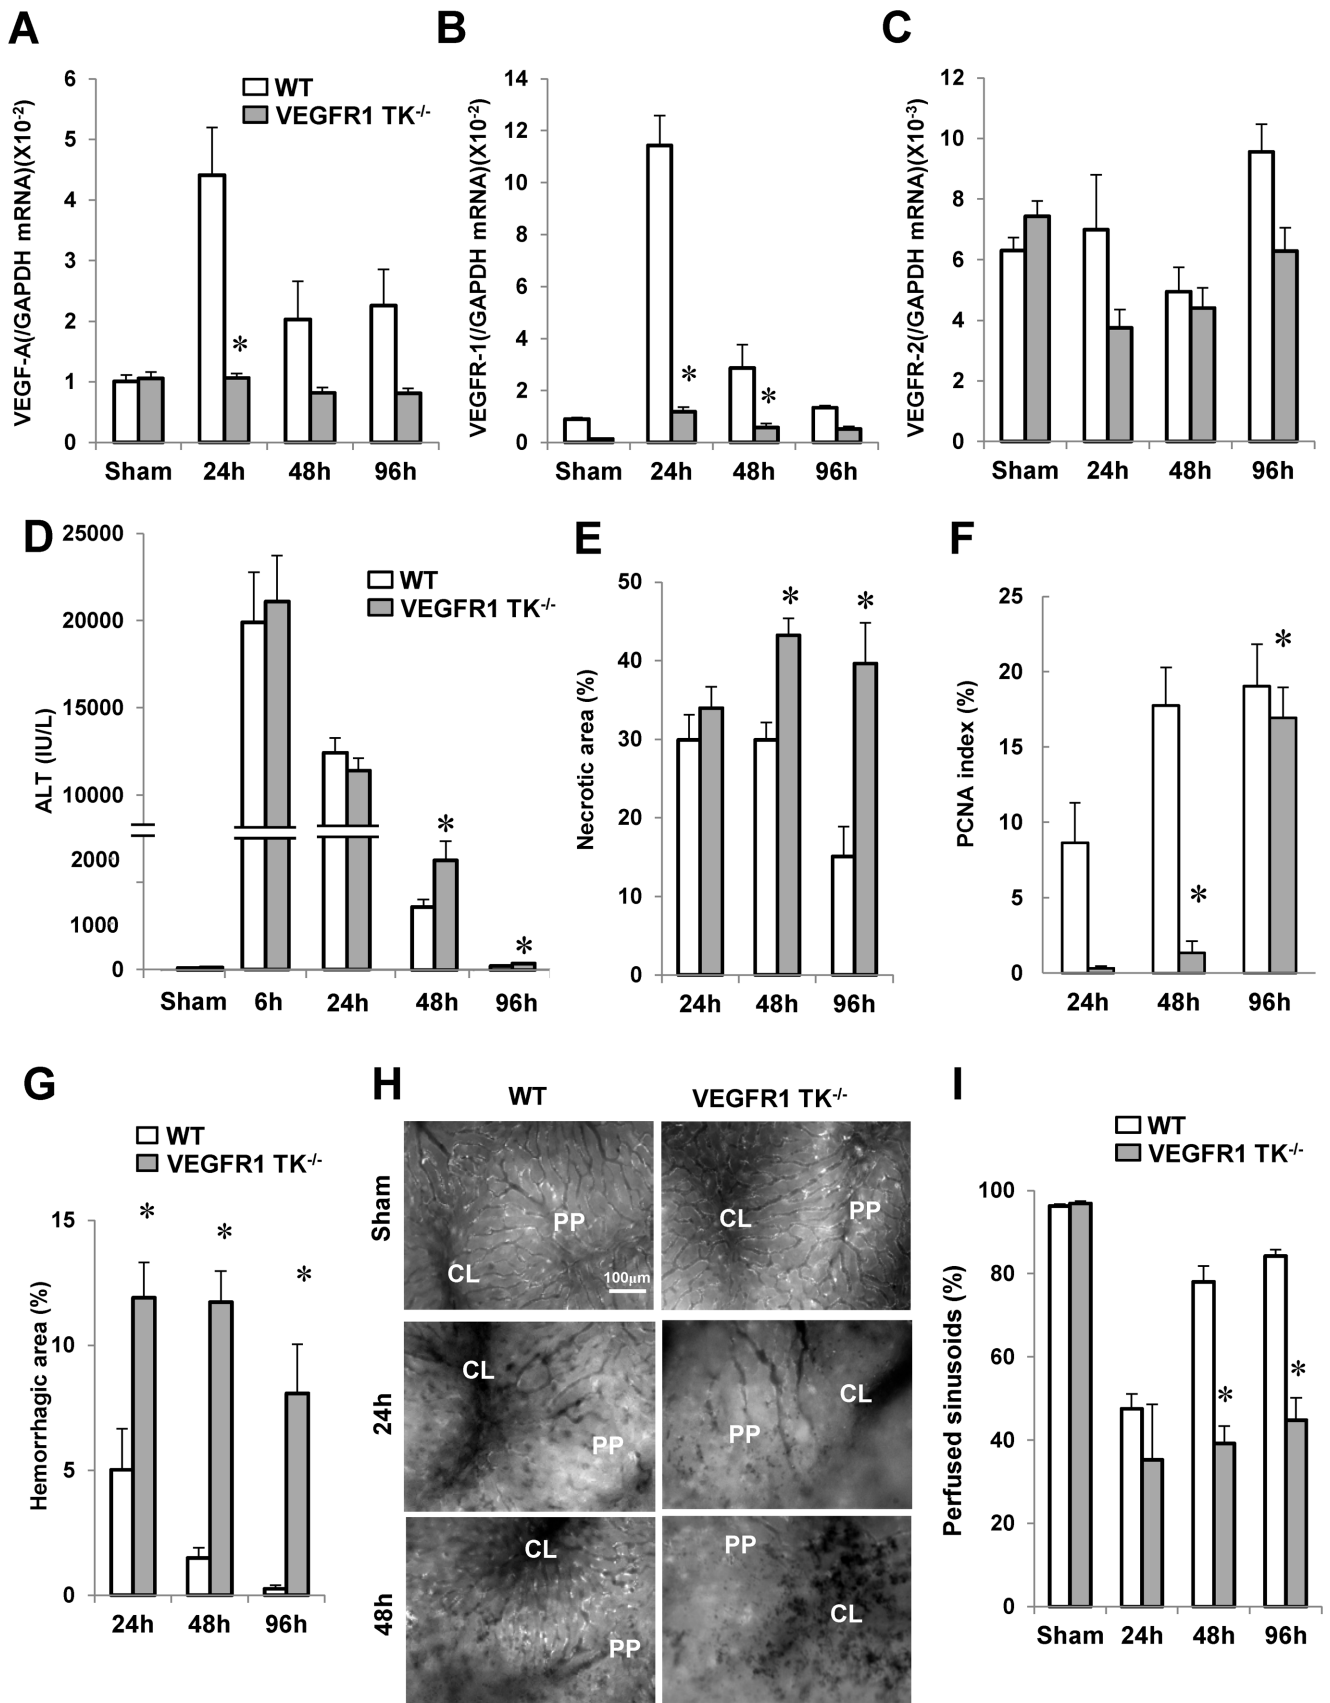 A
B
C
WT
VEGFR1 TK-/-
VEGF-A(/GAPDH mRNA)(X10-2)
6
5
4
3
2
1
0
Sham 24h 48h 96h
VEGFR-1(/GAPDH mRNA)(X10-2)
14
12
10
8
6
4
2
0
Sham 24h 48h 96h
VEGFR-2(/GAPDH mRNA)(X10-3)
12
10
8
6
4
2
0
Sham 24h 48h 96h
*
*
*
D
WT
VEGFR1 TK-/-
ALT (IU/L)
25000
20000
15000
10000
2000
1000
0
Sham 6h 24h 48h 96h
*
*
E
Necrotic area (%)
50
40
30
20
10
0
24h 48h 96h
*
*
F
PCNA index (%)
25
20
15
10
5
0
24h 48h 96h
*
*
G
WT
VEGFR1 TK-/-
Hemorrhagic area (%)
15
10
5
0
24h 48h 96h
*
*
*
H
WT VEGFR1 TK-/-
Sham
PP
CL
100μm
CL
PP
24h
CL
PP
CL
PP
48h
CL
PP
PP
CL
I
WT
VEGFR1 TK-/-
Perfused sinusoids (%)
100
80
60
40
20
0
Sham 24h 48h 96h
*
*